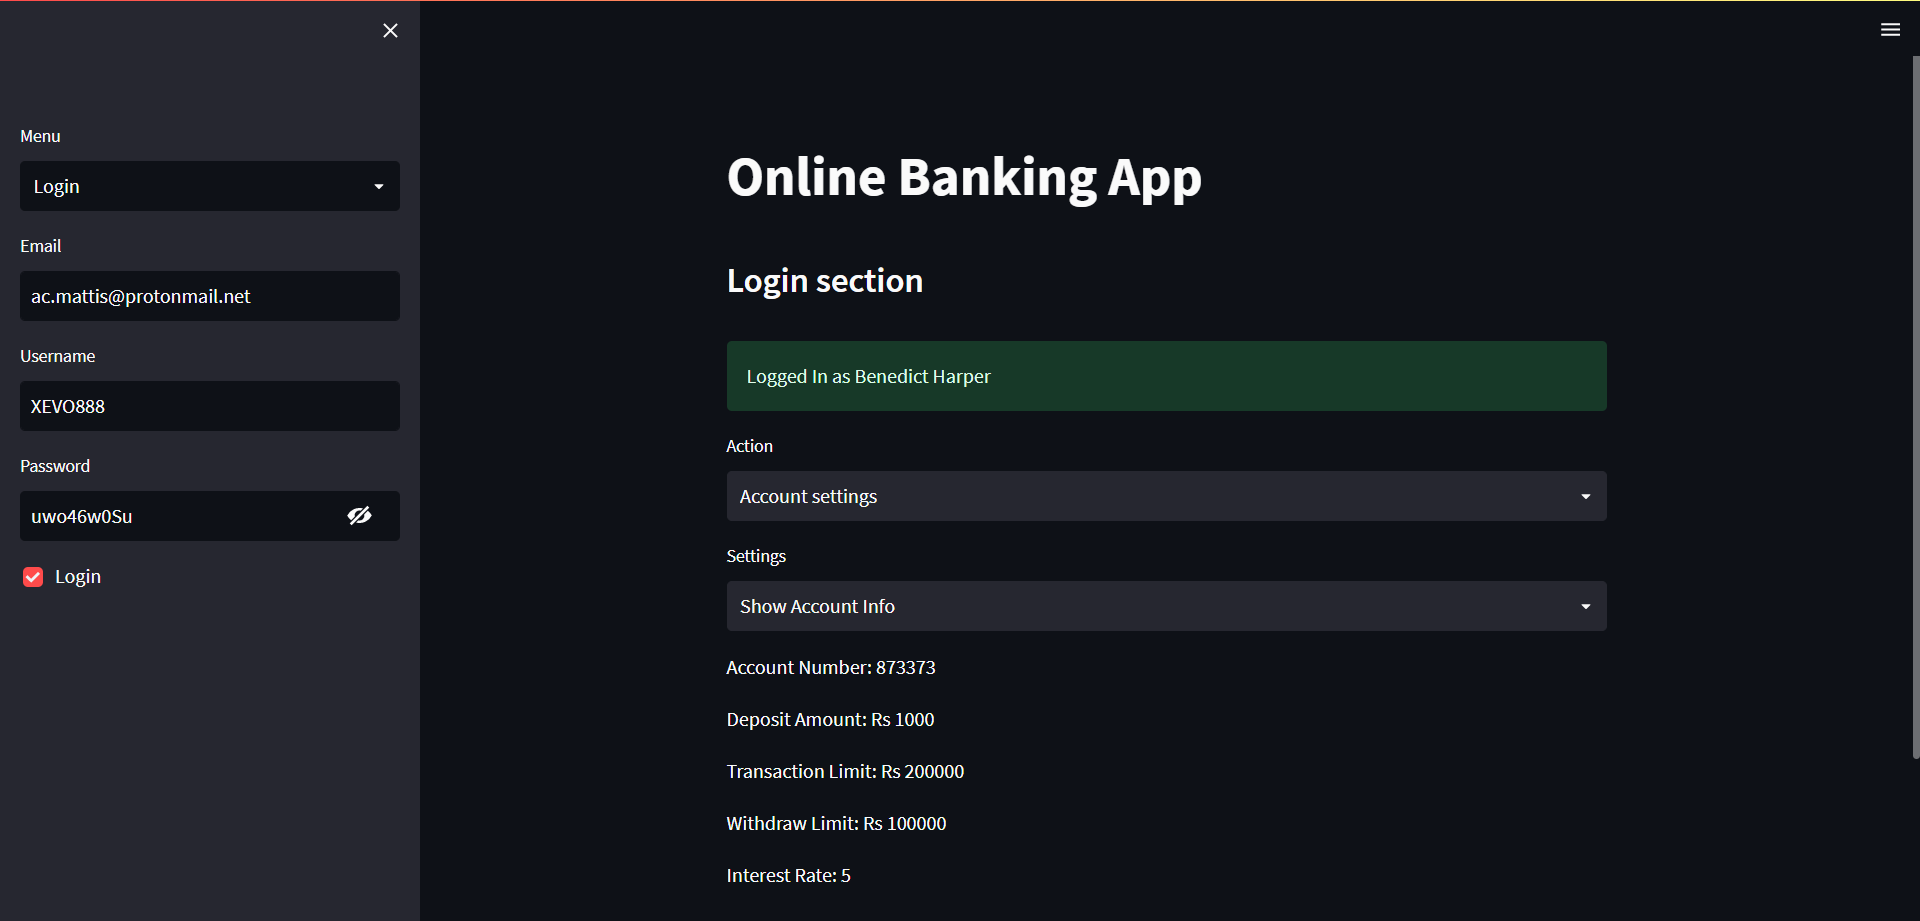 Menu
Login
Email
ac.mattis@protonmail.net
Username
XEVO888
Password
uwo46w0Su
Login
Online Banking App
Login section
Logged In as Benedict Harper
Action
Account settings
Settings
Show Account Info
Account Number: 873373
Deposit Amount: Rs 1000
Transaction Limit: Rs 200000
Withdraw Limit: Rs 100000
Interest Rate: 5